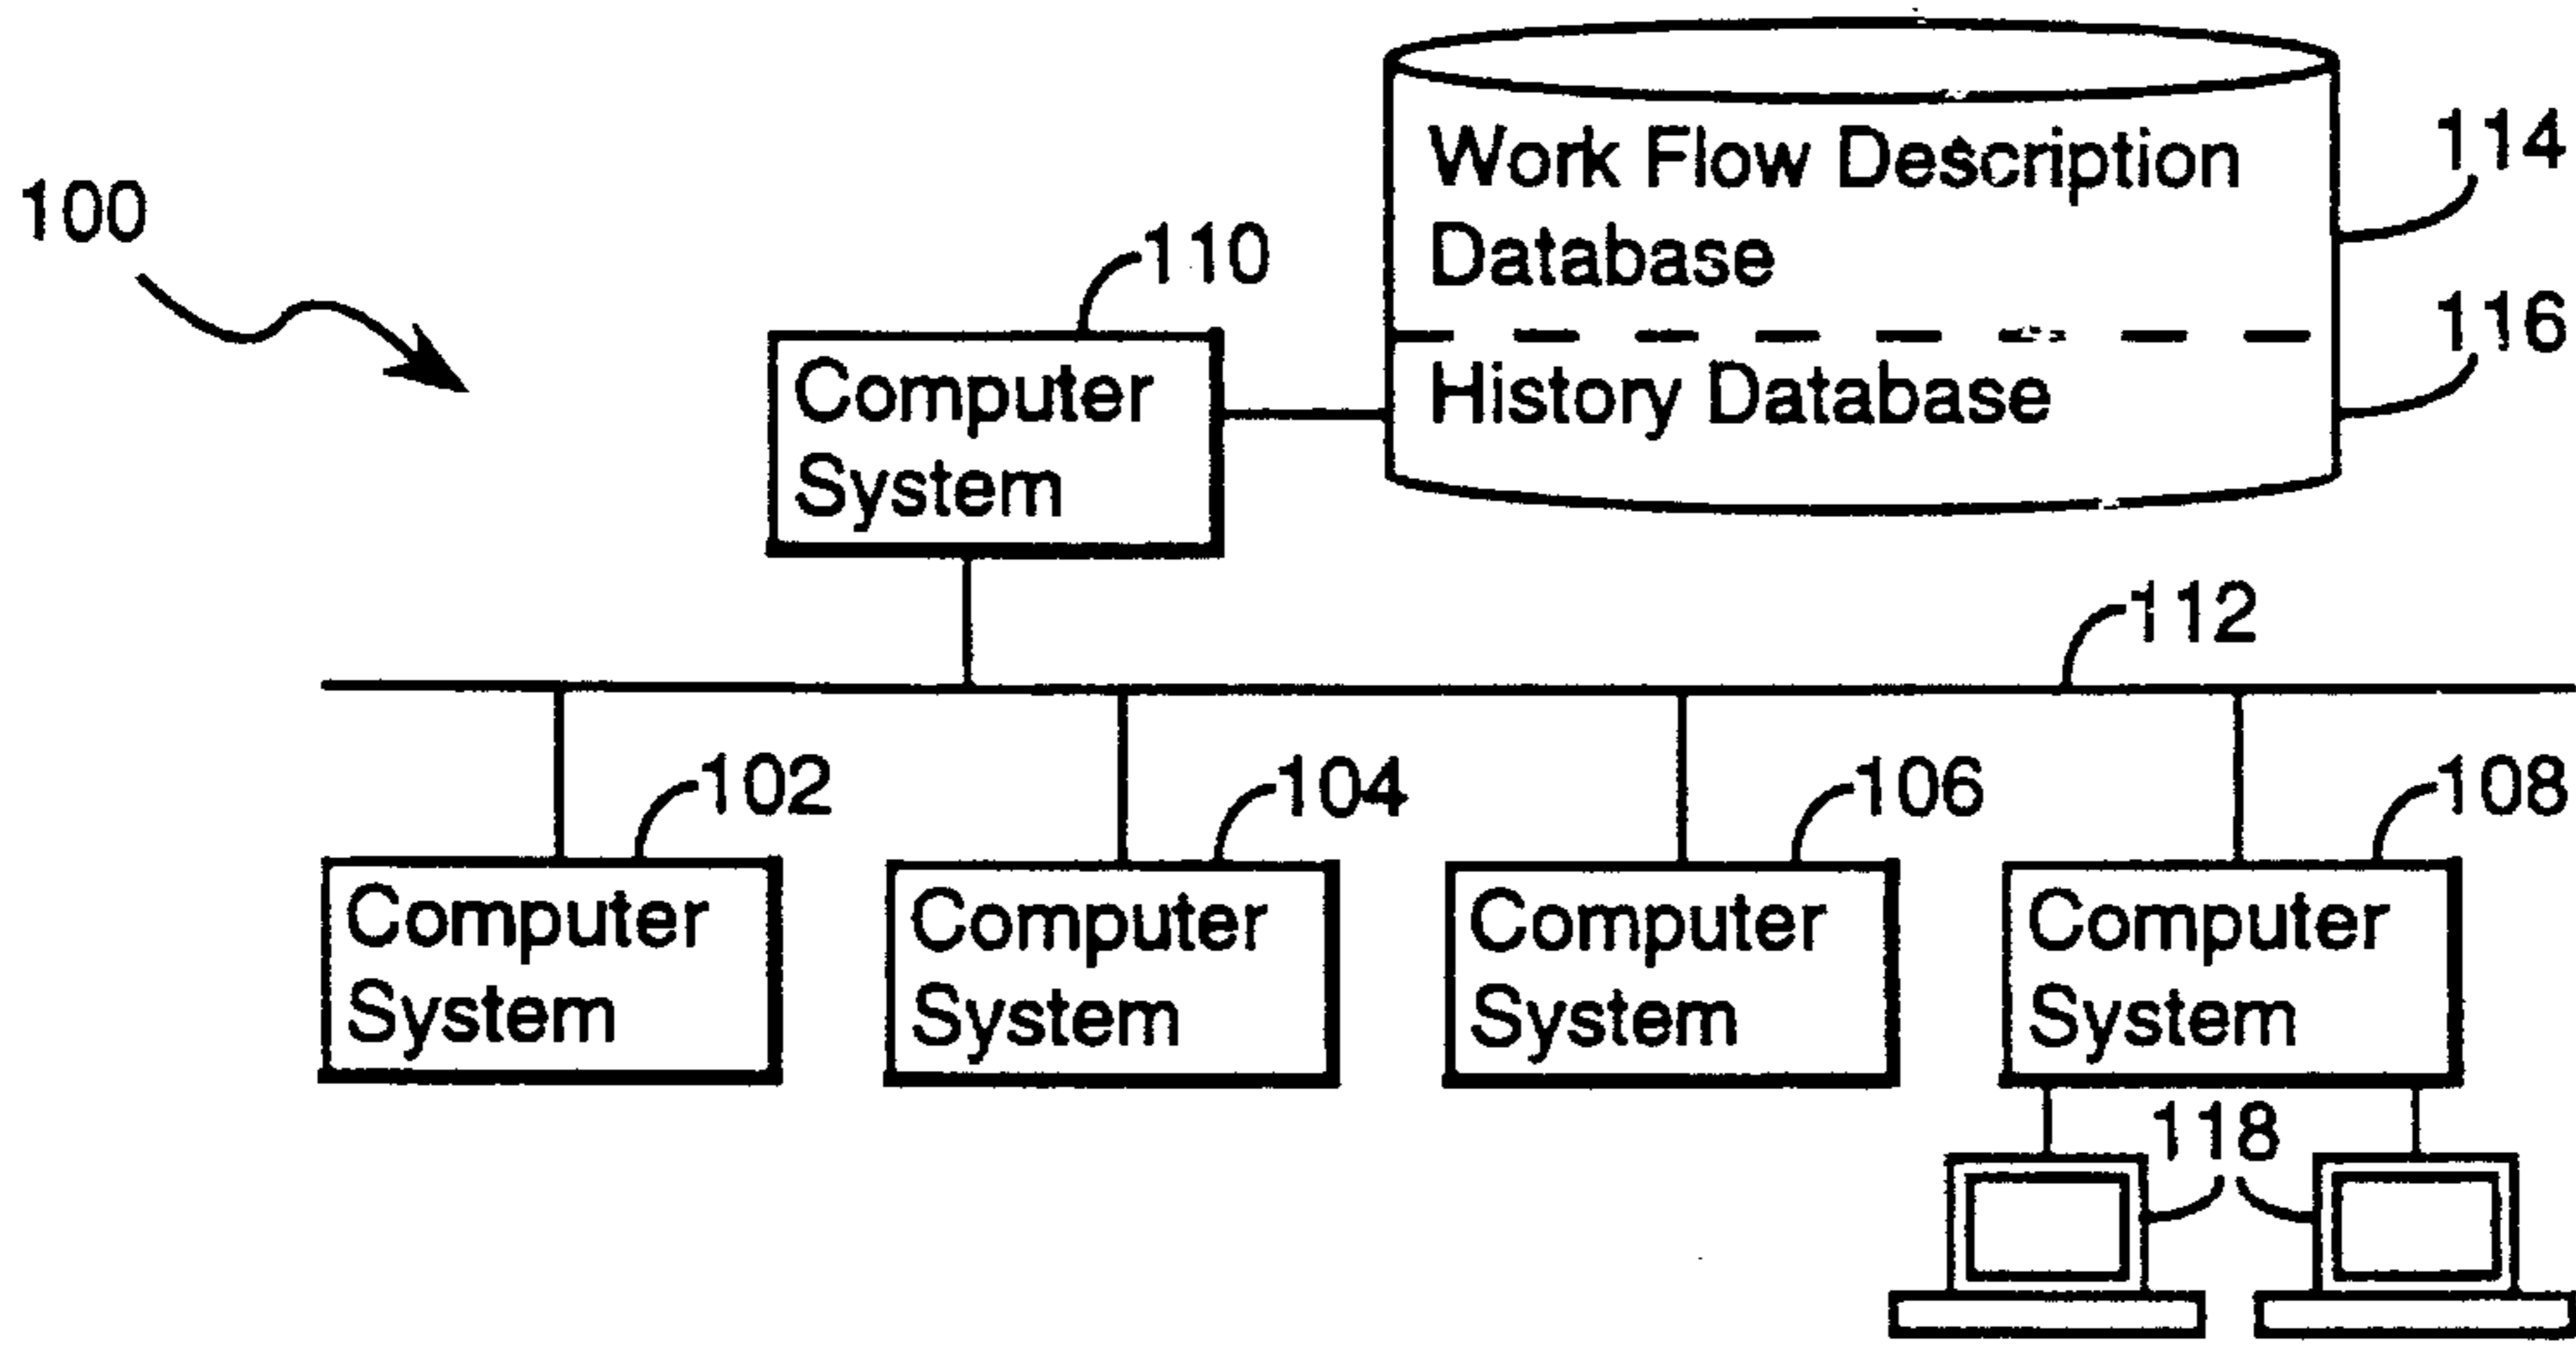 100
110
Work Flow Description
Database
114
116
History Database
Computer
System
112
102
104
106
108
Computer
System
Computer
System
Computer
System
Computer
System
118